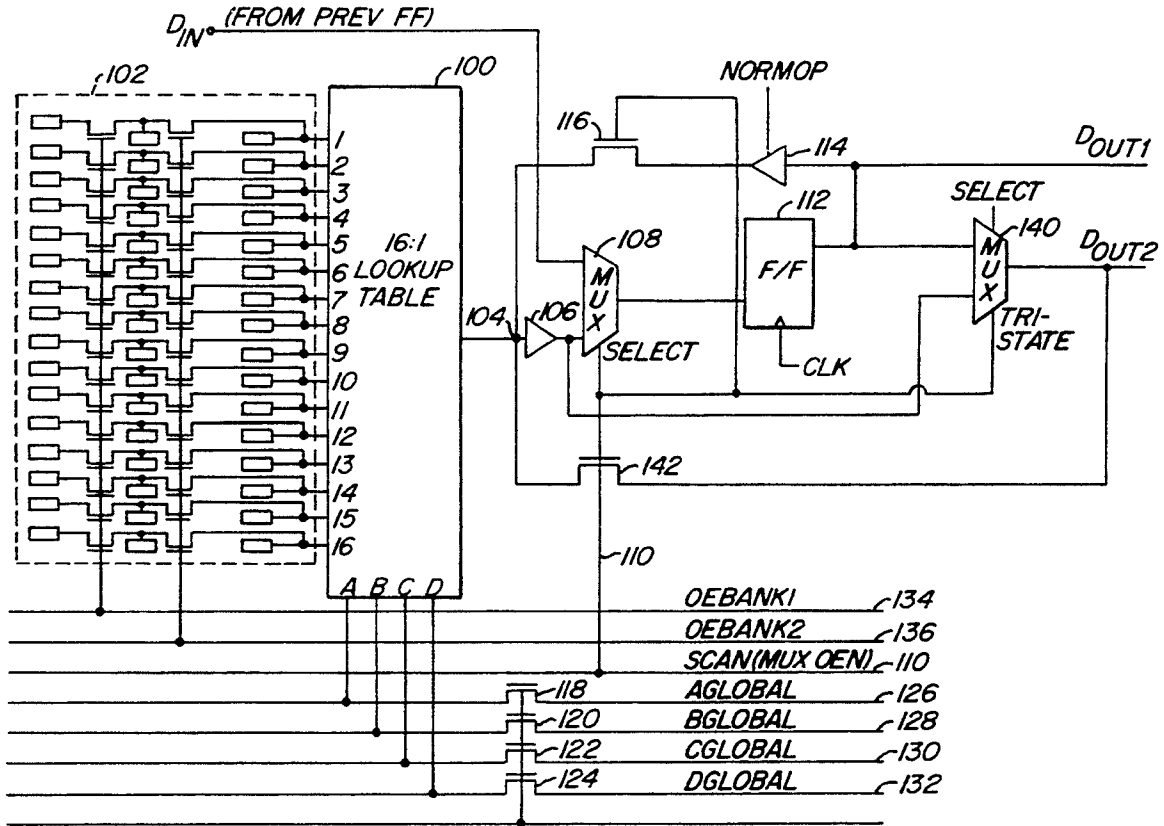 D_IN (FROM PREV FF)
102
100
NORMOP
116
114
D_OUT1
1
2
3
4
5
6
7
8
9
10
11
12
13
14
15
16
16:1
LOOKUP
TABLE
A B C D
104
106
108
MUX
SELECT
112
F/F
CLK
SELECT
140
MUX
D_OUT2
TRI-
STATE
142
110
OEBANK1 134
OEBANK2 136
SCAN(MUX OEN) 110
118 AGLOBAL 126
120 BGLOBAL 128
122 CGLOBAL 130
124 DGLOBAL 132